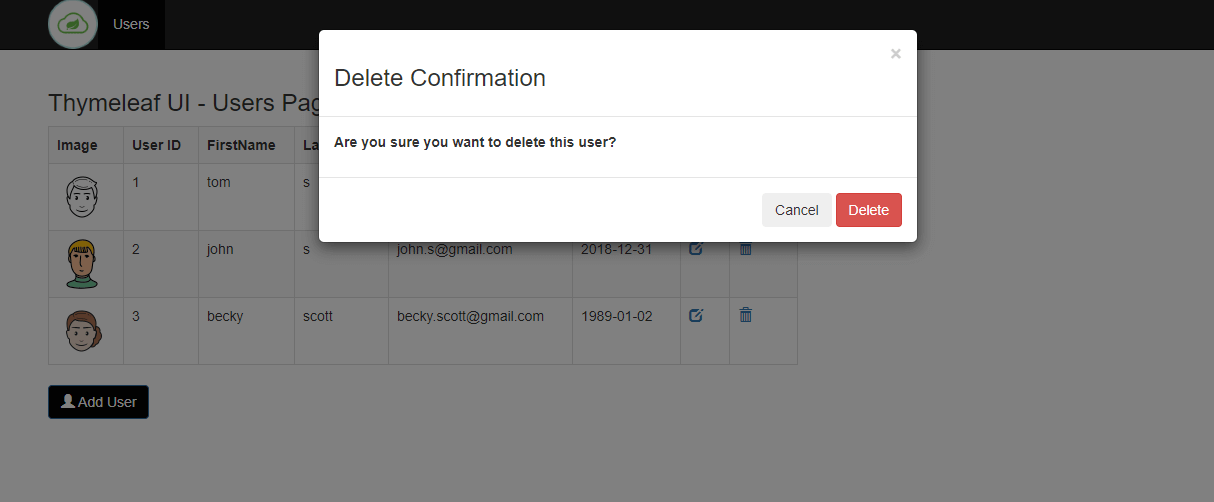 Users
×
Delete Confirmation
Are you sure you want to delete this user?
Cancel Delete
Thymeleaf UI - Users Pag
Image User ID FirstName La
1 tom s
2 john s john.s@gmail.com 2018-12-31
3 becky scott becky.scott@gmail.com 1989-01-02
Add User